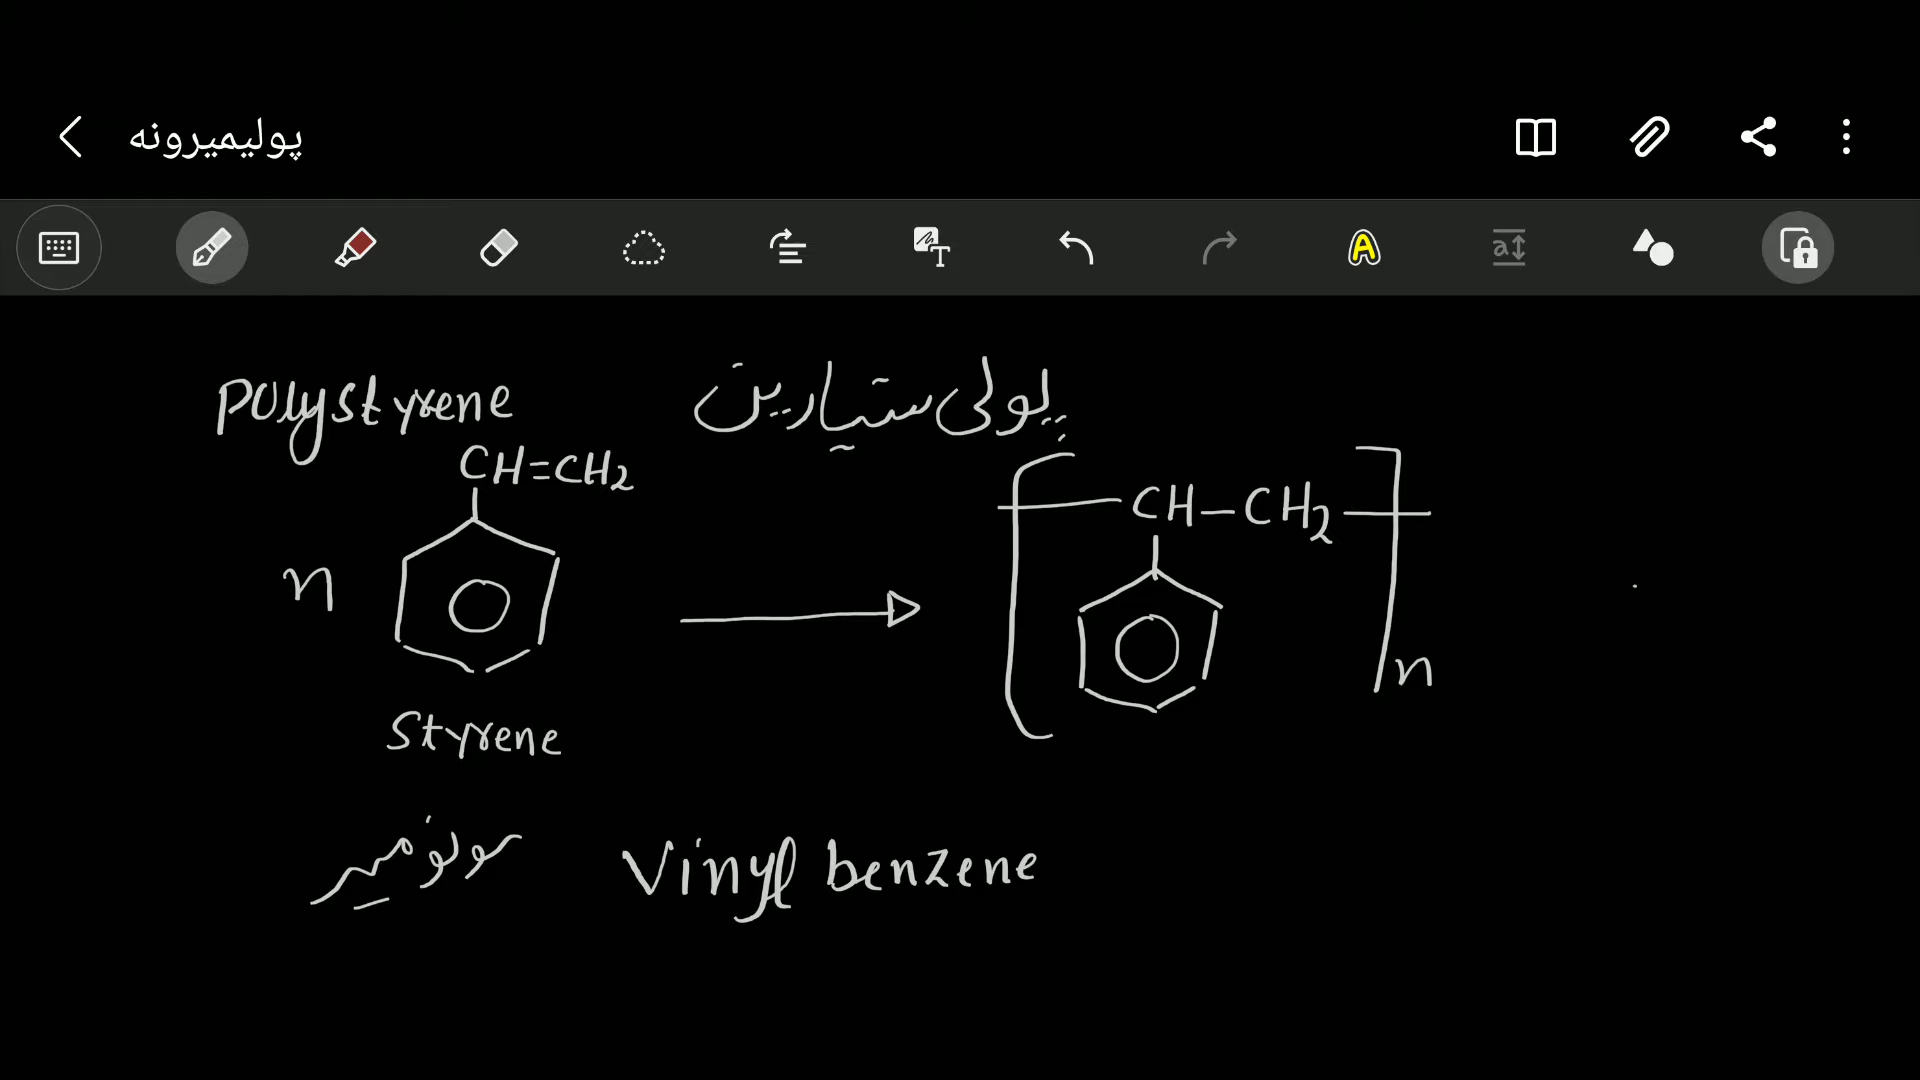 پولیمیرونه
Polystyrene پولی ستیارین
CH=CH2
CH–CH2
n
n
Styrene
مونومیر Vinyl benzene